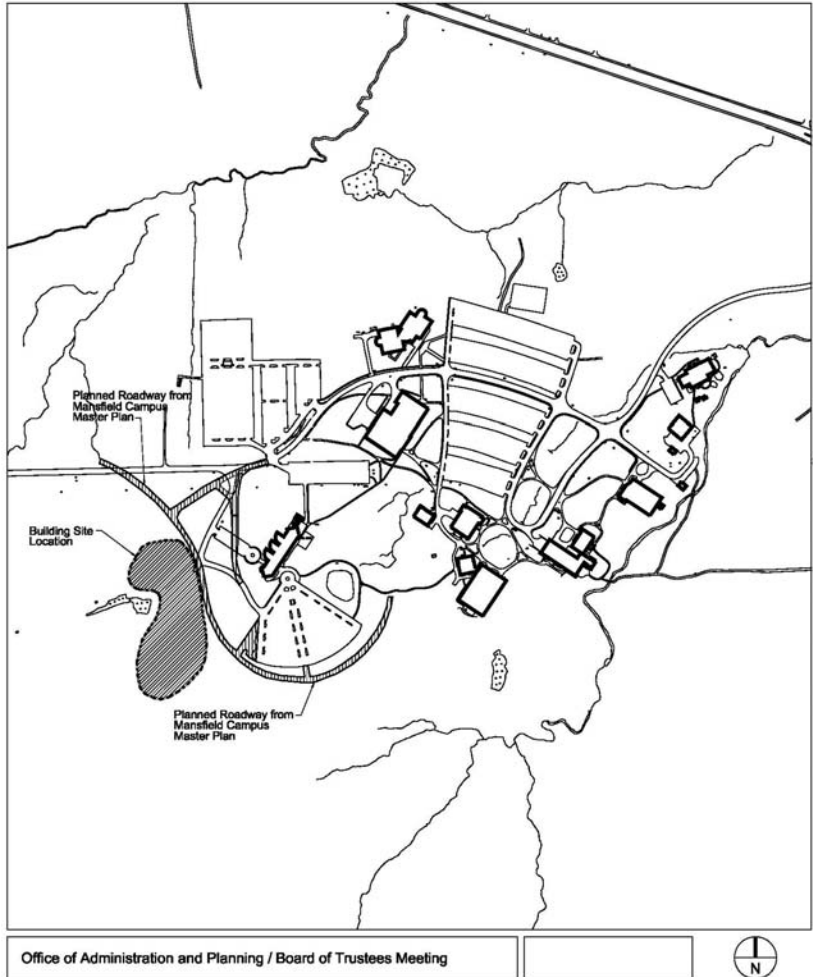 Planned Roadway from
Mansfield Campus
Master Plan
Building Site
Location
Planned Roadway from
Mansfield Campus
Master Plan
Office of Administration and Planning / Board of Trustees Meeting
N